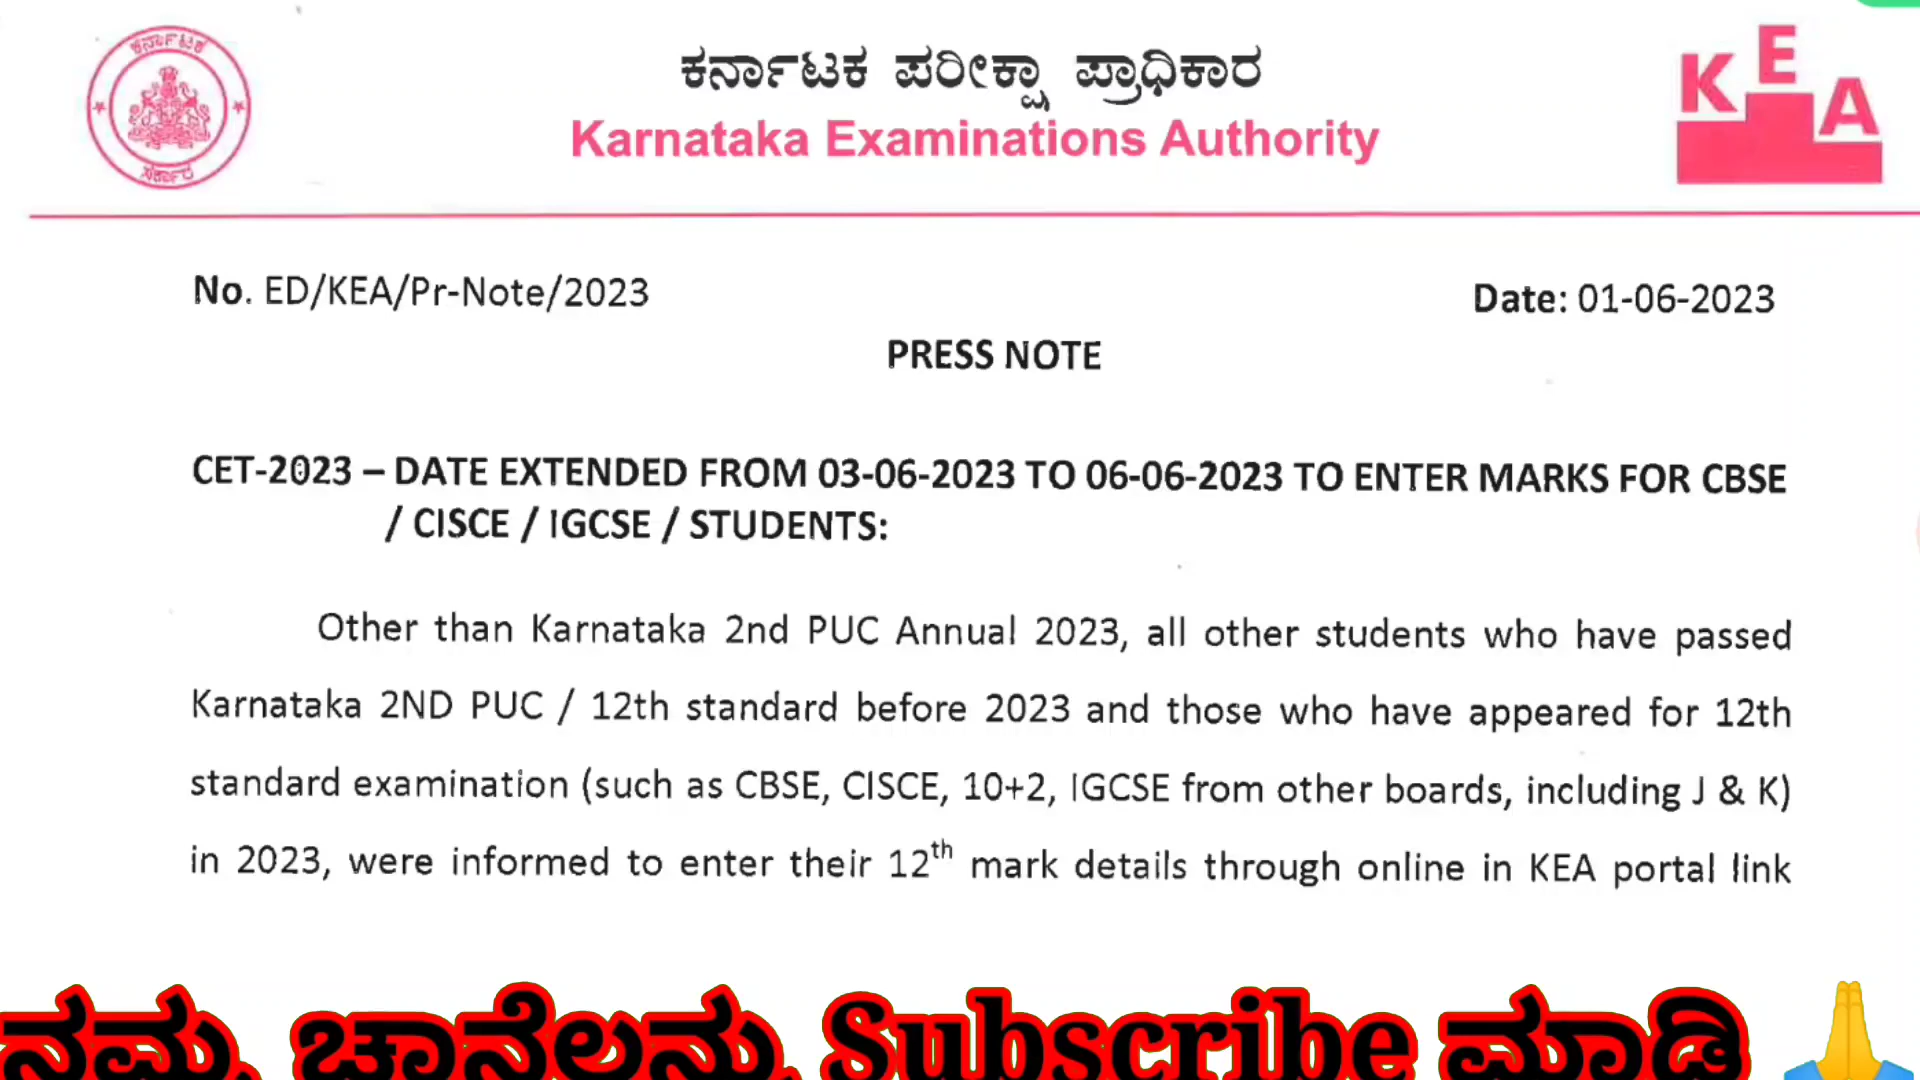 ಕರ್ನಾಟಕ
ಸರ್ಕಾರ
ಕರ್ನಾಟಕ ಪರೀಕ್ಷಾ ಪ್ರಾಧಿಕಾರ
Karnataka Examinations Authority
KEA
No. ED/KEA/Pr-Note/2023
Date: 01-06-2023
PRESS NOTE
CET-2023 – DATE EXTENDED FROM 03-06-2023 TO 06-06-2023 TO ENTER MARKS FOR CBSE
/ CISCE / IGCSE / STUDENTS:
Other than Karnataka 2nd PUC Annual 2023, all other students who have passed
Karnataka 2ND PUC / 12th standard before 2023 and those who have appeared for 12th
standard examination (such as CBSE, CISCE, 10+2, IGCSE from other boards, including J & K)
in 2023, were informed to enter their 12th mark details through online in KEA portal link
ನಮ್ಮ ಚಾನೆಲನ್ನು Subscribe ಮಾಡಿ 🙏